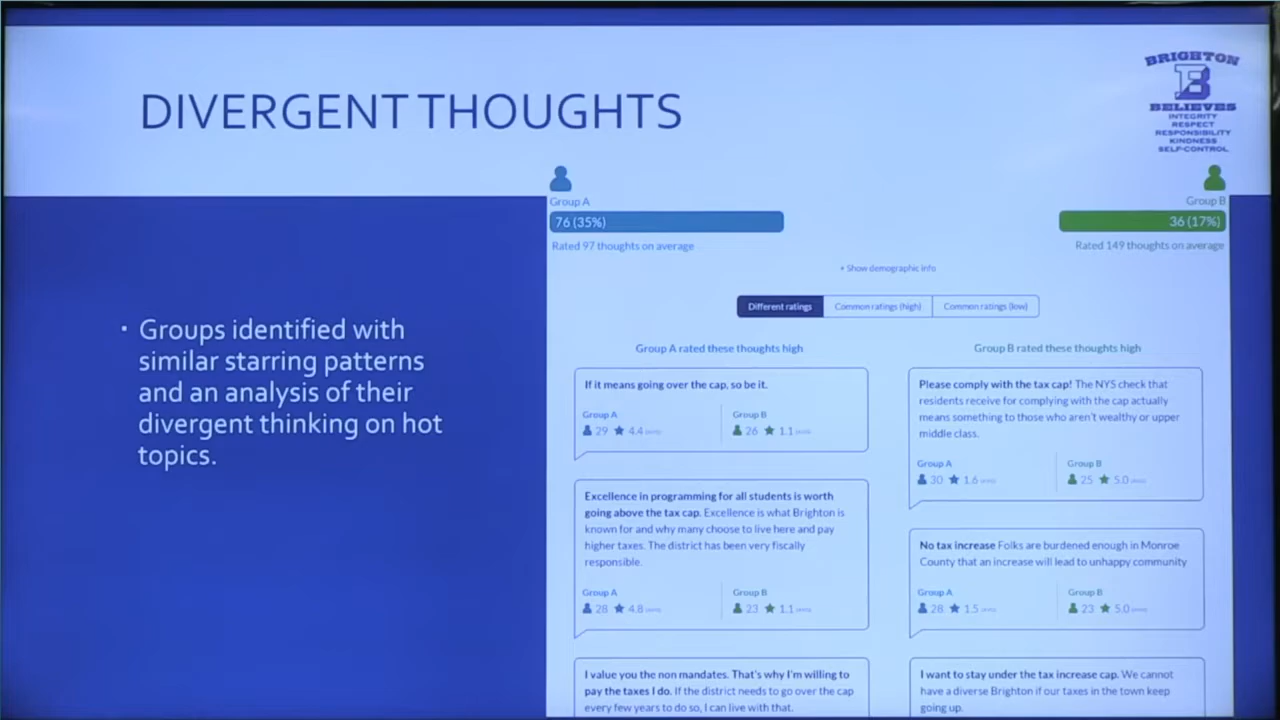 DIVERGENT THOUGHTS
BRIGHTON
B
BELIEVES
INTEGRITY
RESPECT
RESPONSIBILITY
KINDNESS
SELF-CONTROL
• Groups identified with
similar starring patterns
and an analysis of their
divergent thinking on hot
topics.
Group A
76 (35%)
Rated 97 thoughts on average
Group B
36 (17%)
Rated 149 thoughts on average
+ Show demographic info
Different ratings
Common ratings (high)
Common ratings (low)
Group A rated these thoughts high
If it means going over the cap, so be it.
Group A
29 ★ 4.4
Group B
26 ★ 1.1
Excellence in programming for all students is worth
going above the tax cap. Excellence is what Brighton is
known for and why many choose to live here and pay
higher taxes. The district has been very fiscally
responsible.
Group A
28 ★ 4.8
Group B
23 ★ 1.1
I value you the non mandates. That's why I'm willing to
pay the taxes I do. If the district needs to go over the cap
every few years to do so, I can live with that.
Group B rated these thoughts high
Please comply with the tax cap! The NYS check that
residents receive for complying with the cap actually
means something to those who aren't wealthy or upper
middle class.
Group A
30 ★ 1.6
Group B
25 ★ 5.0
No tax increase Folks are burdened enough in Monroe
County that an increase will lead to unhappy community
Group A
28 ★ 1.5
Group B
23 ★ 5.0
I want to stay under the tax increase cap. We cannot
have a diverse Brighton if our taxes in the town keep
going up.